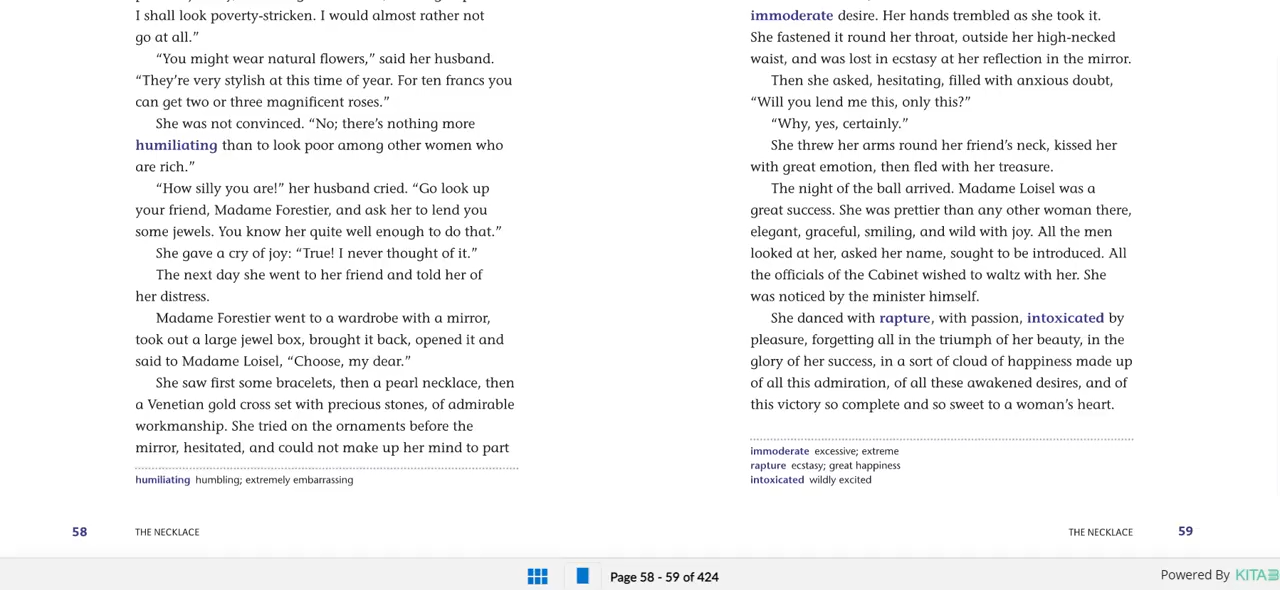 I shall look poverty-stricken. I would almost rather not
go at all.”
“You might wear natural flowers,” said her husband.
“They’re very stylish at this time of year. For ten francs you
can get two or three magnificent roses.”
She was not convinced. “No; there’s nothing more
humiliating than to look poor among other women who
are rich.”
“How silly you are!” her husband cried. “Go look up
your friend, Madame Forestier, and ask her to lend you
some jewels. You know her quite well enough to do that.”
She gave a cry of joy: “True! I never thought of it.”
The next day she went to her friend and told her of
her distress.
Madame Forestier went to a wardrobe with a mirror,
took out a large jewel box, brought it back, opened it and
said to Madame Loisel, “Choose, my dear.”
She saw first some bracelets, then a pearl necklace, then
a Venetian gold cross set with precious stones, of admirable
workmanship. She tried on the ornaments before the
mirror, hesitated, and could not make up her mind to part
humiliating humbling; extremely embarrassing
58 THE NECKLACE
immoderate desire. Her hands trembled as she took it.
She fastened it round her throat, outside her high-necked
waist, and was lost in ecstasy at her reflection in the mirror.
Then she asked, hesitating, filled with anxious doubt,
“Will you lend me this, only this?”
“Why, yes, certainly.”
She threw her arms round her friend’s neck, kissed her
with great emotion, then fled with her treasure.
The night of the ball arrived. Madame Loisel was a
great success. She was prettier than any other woman there,
elegant, graceful, smiling, and wild with joy. All the men
looked at her, asked her name, sought to be introduced. All
the officials of the Cabinet wished to waltz with her. She
was noticed by the minister himself.
She danced with rapture, with passion, intoxicated by
pleasure, forgetting all in the triumph of her beauty, in the
glory of her success, in a sort of cloud of happiness made up
of all this admiration, of all these awakened desires, and of
this victory so complete and so sweet to a woman’s heart.
immoderate excessive; extreme
rapture ecstasy; great happiness
intoxicated wildly excited
THE NECKLACE 59
Page 58 - 59 of 424
Powered By KITAB